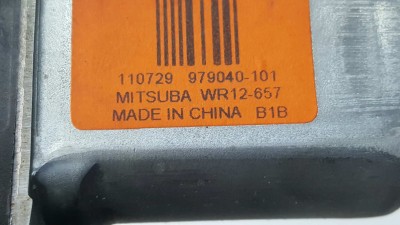 110729 979040-101
MITSUBA WR12-657
MADE IN CHINA B1B